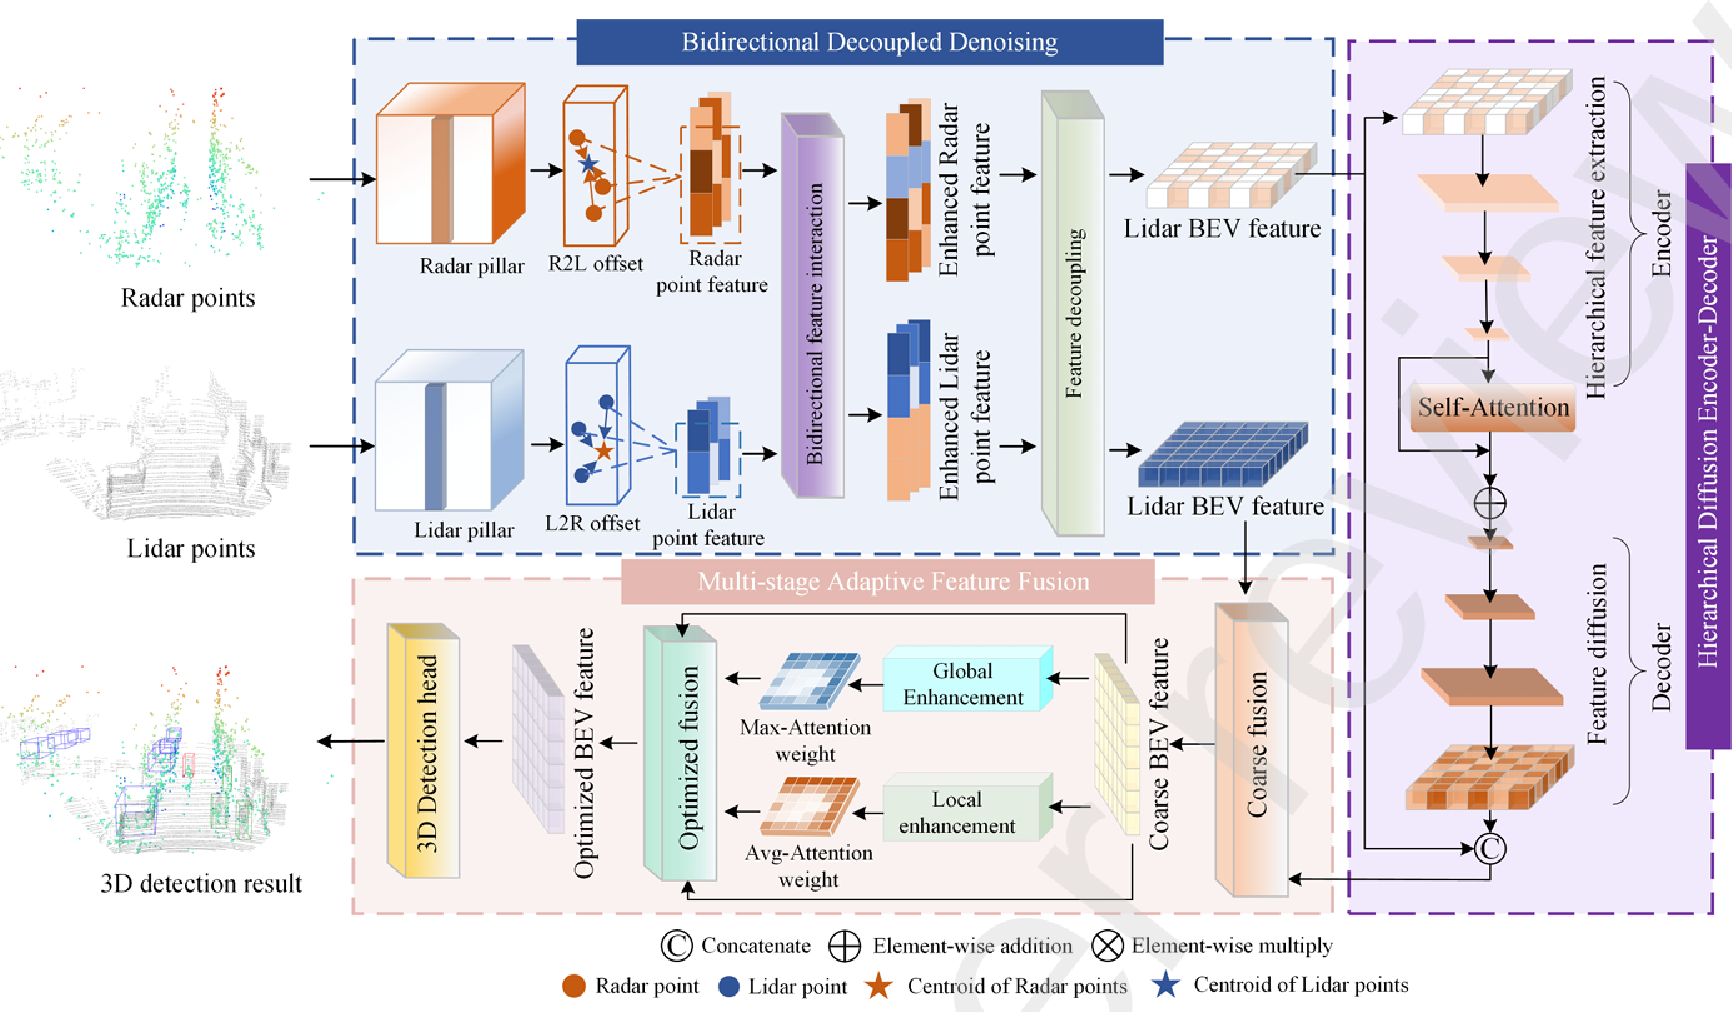 Bidirectional Decoupled Denoising
Radar points
Radar pillar
R2L offset
Radar
point feature
Bidirectional feature interaction
Enhanced Radar
point feature
Feature decoupling
Lidar BEV feature
Lidar points
Lidar pillar
L2R offset
Lidar
point feature
Enhanced Lidar
point feature
Lidar BEV feature
Hierarchical feature extraction
Encoder
Self-Attention
Feature diffusion
Decoder
C
Hierarchical Diffusion Encoder-Decoder
Multi-stage Adaptive Feature Fusion
3D detection result
3D Detection head
Optimized BEV feature
Optimized fusion
Max-Attention
weight
Avg-Attention
weight
Global
Enhancement
Local
enhancement
Coarse BEV feature
Coarse fusion
C Concatenate
Element-wise addition
Element-wise multiply
Radar point
Lidar point
Centroid of Radar points
Centroid of Lidar points
er review